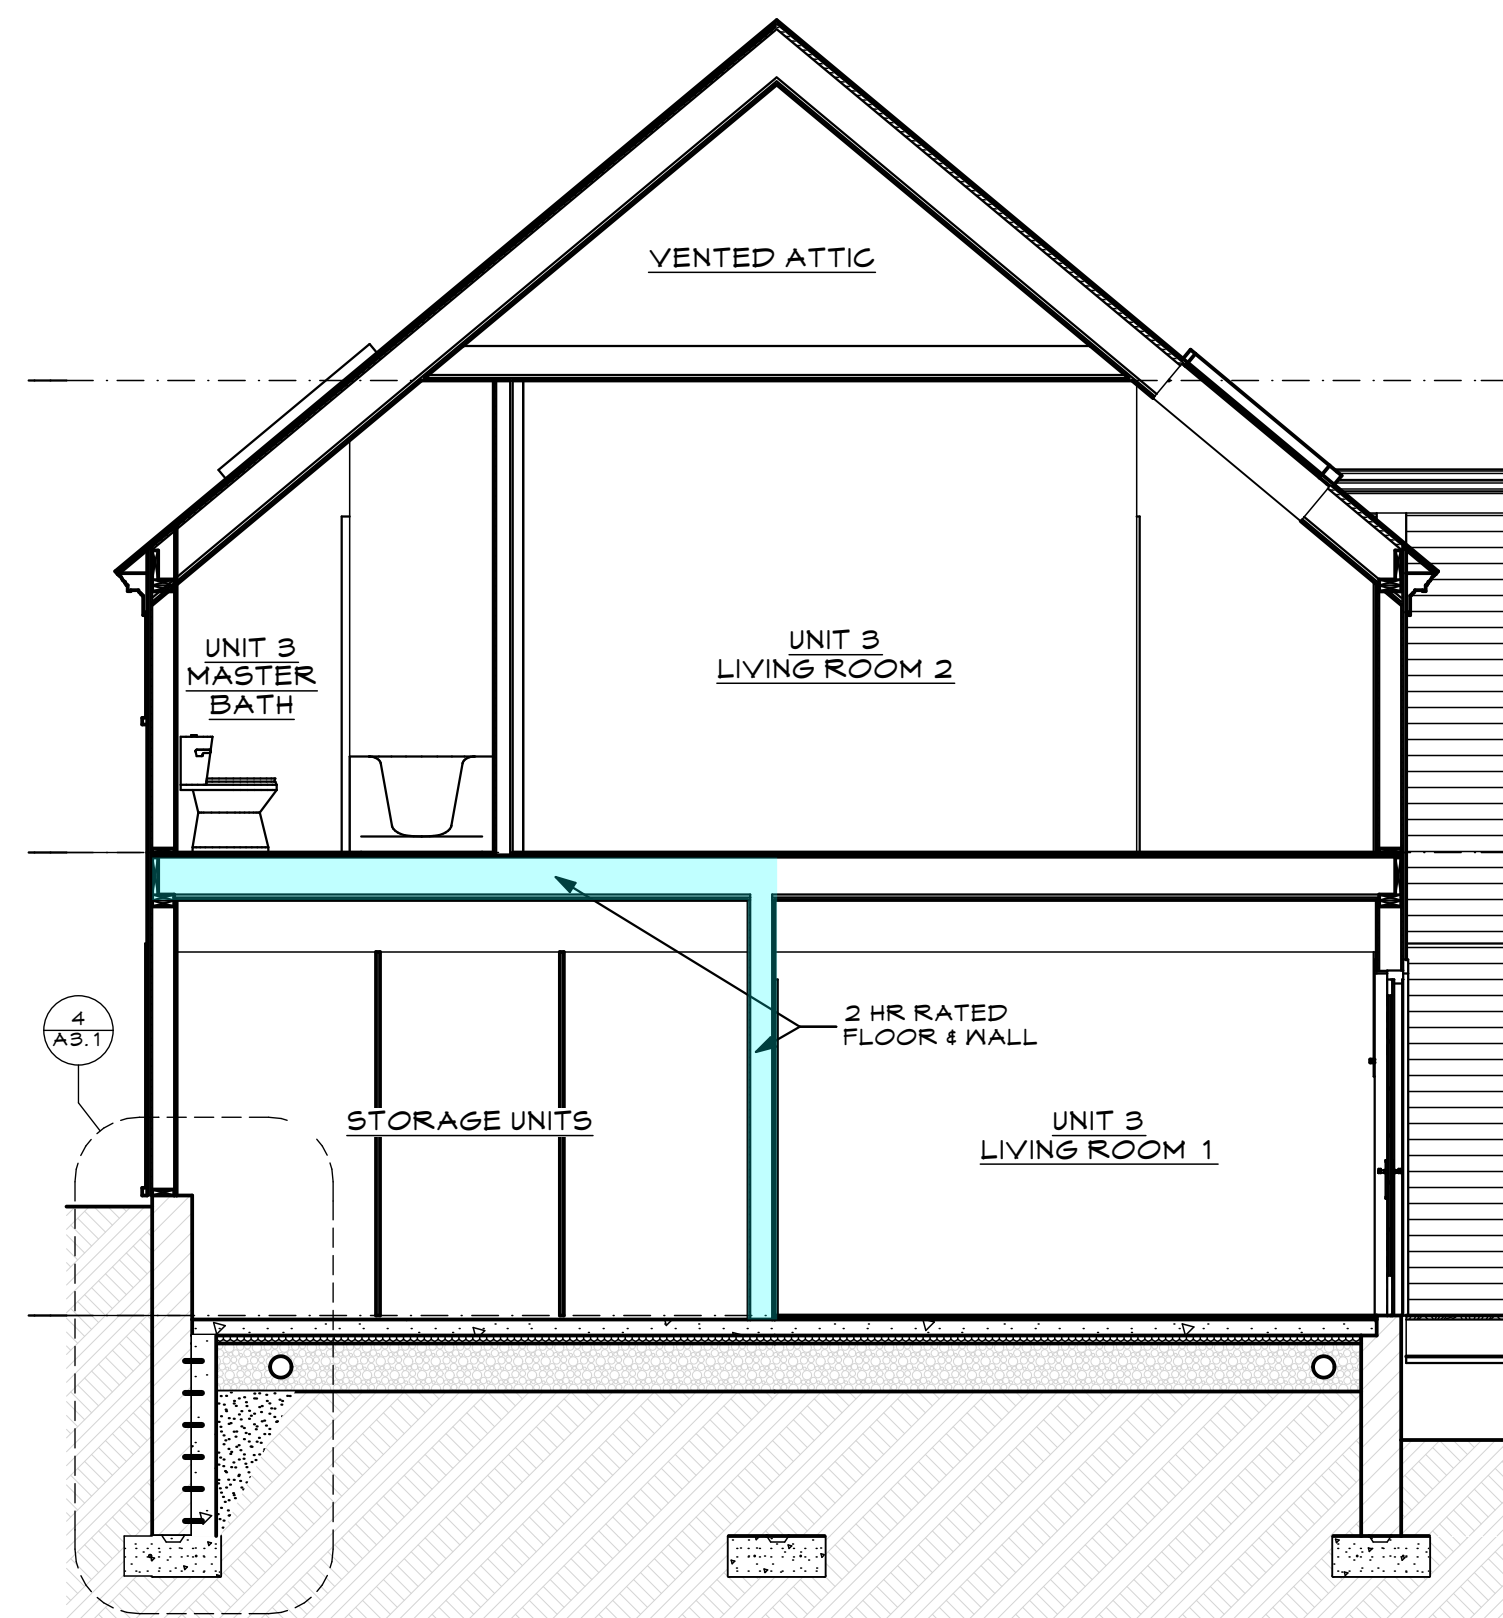 VENTED ATTIC
UNIT 3
MASTER
BATH
UNIT 3
LIVING ROOM 2
2 HR RATED
FLOOR & WALL
4
A3.1
STORAGE UNITS
UNIT 3
LIVING ROOM 1